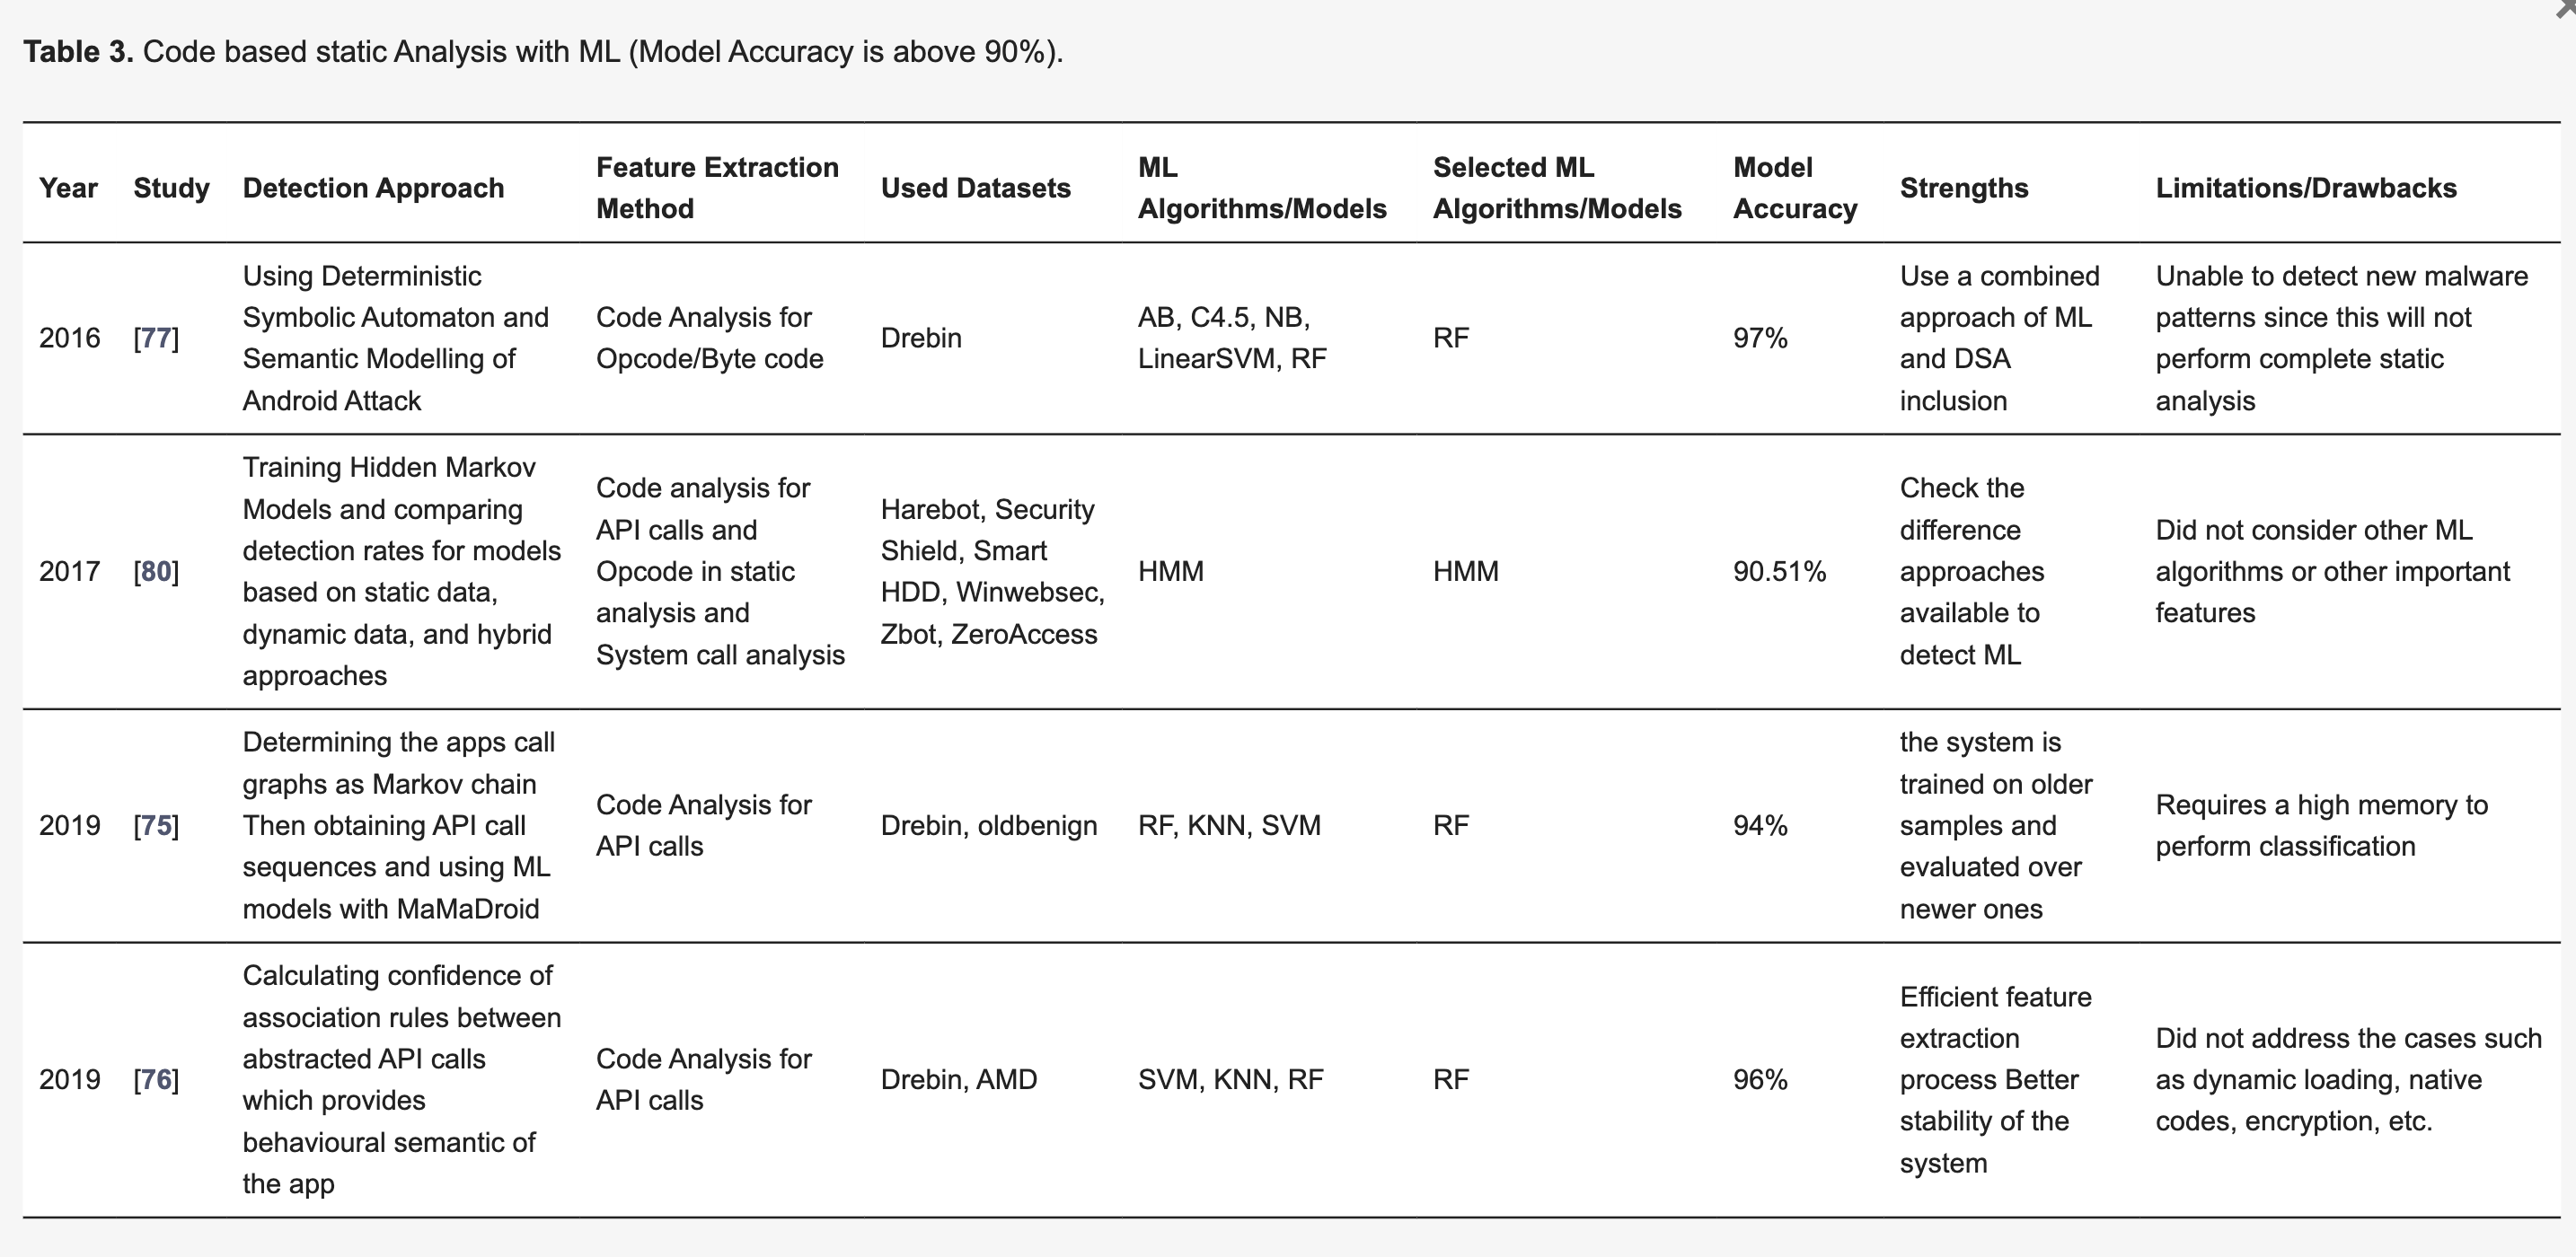 Table 3. Code based static Analysis with ML (Model Accuracy is above 90%).
Year
Study
Detection Approach
Feature Extraction
Method
Used Datasets
ML
Algorithms/Models
Selected ML
Algorithms/Models
Model
Accuracy
Strengths
Limitations/Drawbacks
2016
[77]
Using Deterministic
Symbolic Automaton and
Semantic Modelling of
Android Attack
Code Analysis for
Opcode/Byte code
Drebin
AB, C4.5, NB,
LinearSVM, RF
RF
97%
Use a combined
approach of ML
and DSA
inclusion
Unable to detect new malware
patterns since this will not
perform complete static
analysis
2017
[80]
Training Hidden Markov
Models and comparing
detection rates for models
based on static data,
dynamic data, and hybrid
approaches
Code analysis for
API calls and
Opcode in static
analysis and
System call analysis
Harebot, Security
Shield, Smart
HDD, Winwebsec,
Zbot, ZeroAccess
HMM
HMM
90.51%
Check the
difference
approaches
available to
detect ML
Did not consider other ML
algorithms or other important
features
2019
[75]
Determining the apps call
graphs as Markov chain
Then obtaining API call
sequences and using ML
models with MaMaDroid
Code Analysis for
API calls
Drebin, oldbenign
RF, KNN, SVM
RF
94%
the system is
trained on older
samples and
evaluated over
newer ones
Requires a high memory to
perform classification
2019
[76]
Calculating confidence of
association rules between
abstracted API calls
which provides
behavioural semantic of
the app
Code Analysis for
API calls
Drebin, AMD
SVM, KNN, RF
RF
96%
Efficient feature
extraction
process Better
stability of the
system
Did not address the cases such
as dynamic loading, native
codes, encryption, etc.